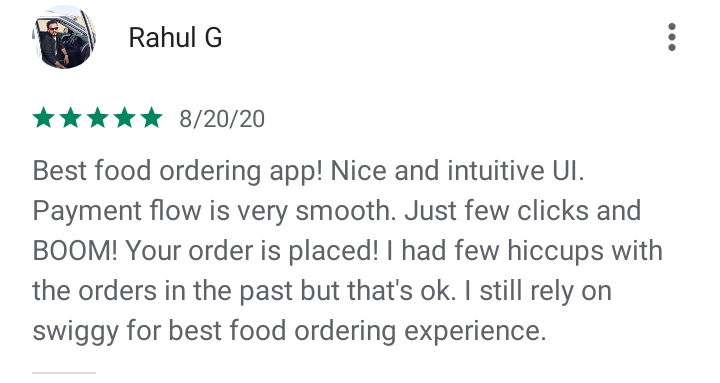 Rahul G
8/20/20
Best food ordering app! Nice and intuitive UI.
Payment flow is very smooth. Just few clicks and
BOOM! Your order is placed! I had few hiccups with
the orders in the past but that's ok. I still rely on
swiggy for best food ordering experience.